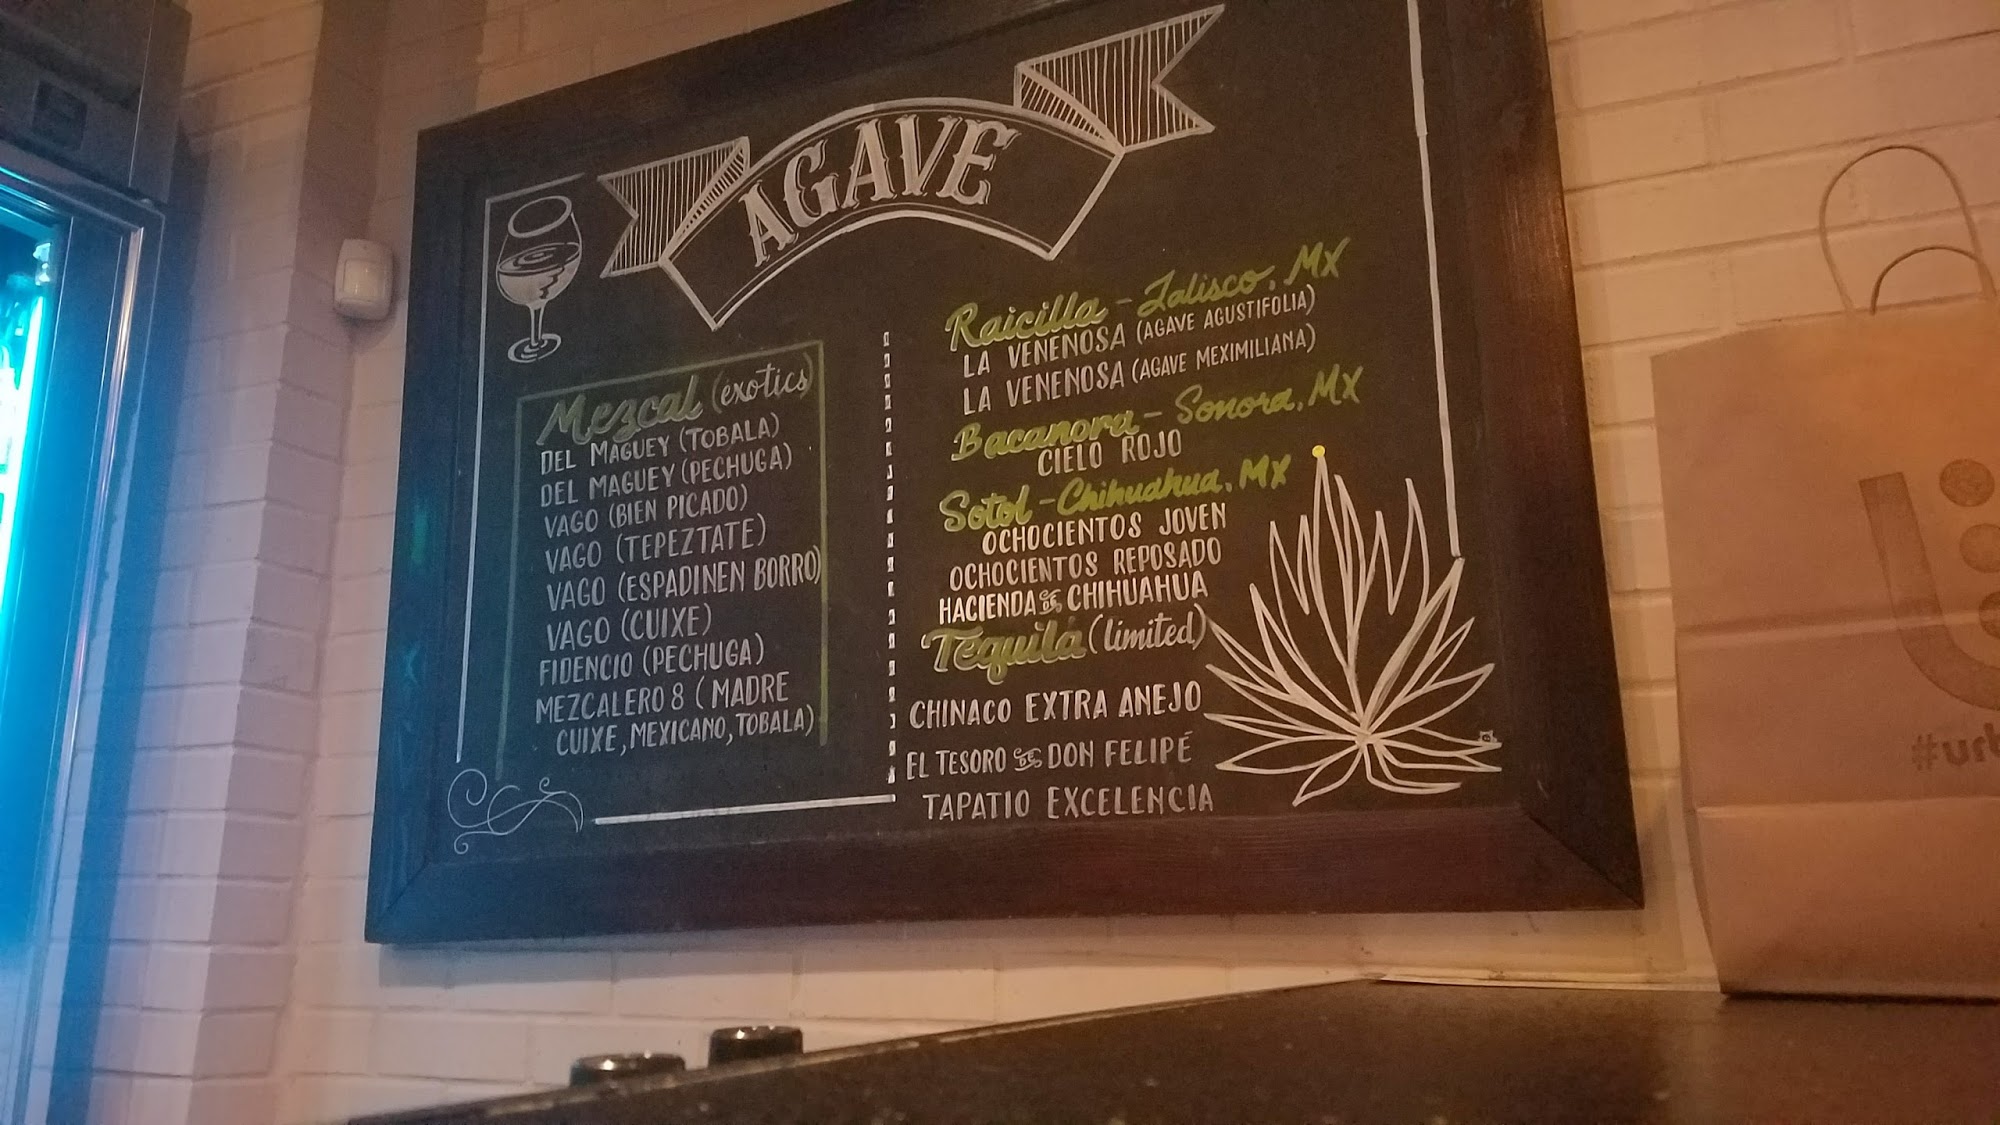 AGAVE
Mezcal (exotics)
DEL MAGUEY (TOBALA)
DEL MAGUEY (PECHUGA)
VAGO (BIEN PICADO)
VAGO (TEPEZTATE)
VAGO (ESPADINEN BORRO)
VAGO (CUIXE)
FIDENCIO (PECHUGA)
MEZCALERO 8 (MADRE
CUIXE, MEXICANO, TOBALA)
Raicilla - Jalisco, MX
LA VENENOSA (AGAVE AGUSTIFOLIA)
LA VENENOSA (AGAVE MEXIMILIANA)
Bacanora - Sonora, MX
CIELO ROJO
Sotol - Chihuahua, MX
OCHOCIENTOS JOVEN
OCHOCIENTOS REPOSADO
HACIENDA DE CHIHUAHUA
Tequila (limited)
CHINACO EXTRA ANEJO
EL TESORO DE DON FELIPÉ
TAPATIO EXCELENCIA